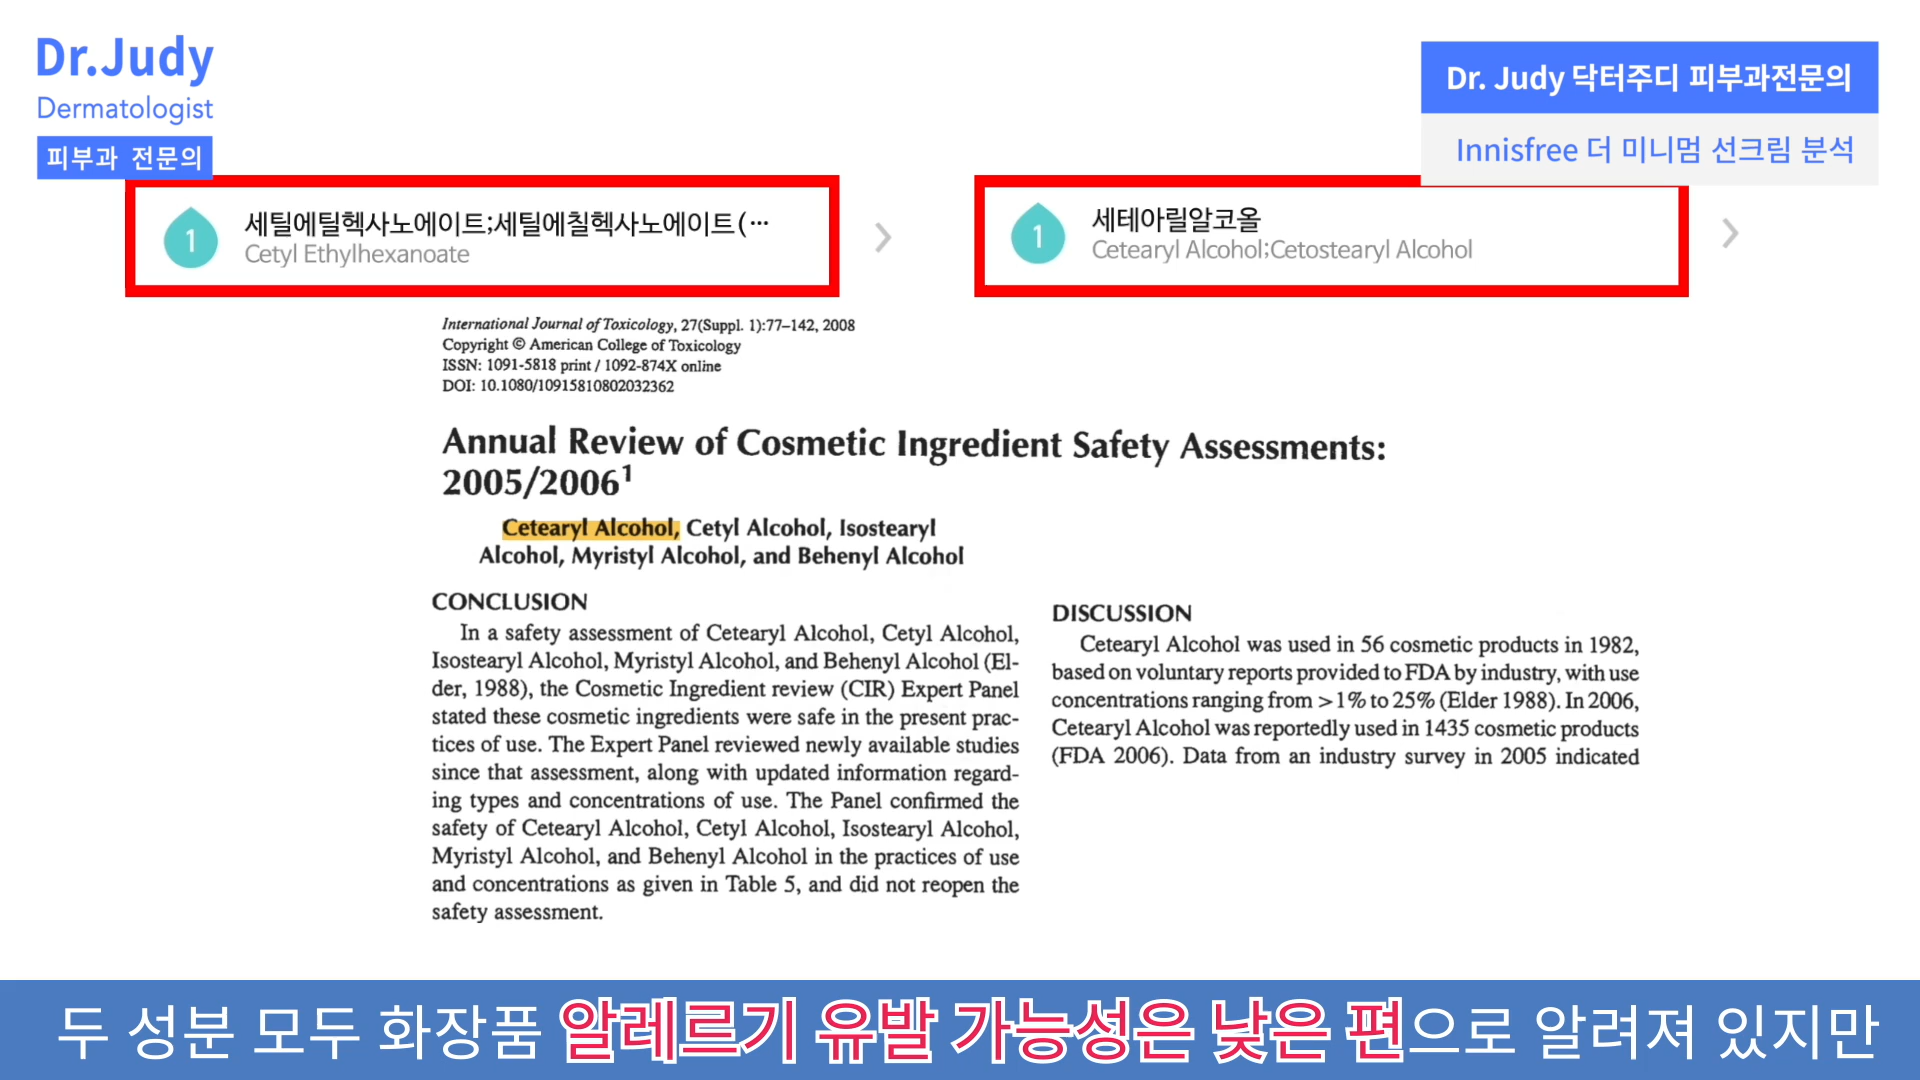 Dr.Judy
Dermatologist
피부과 전문의
Dr. Judy 닥터주디 피부과전문의
Innisfree 더 미니멈 선크림 분석
1
세틸에틸헥사노에이트;세틸에칠헥사노에이트(…
Cetyl Ethylhexanoate
1
세테아릴알코올
Cetearyl Alcohol;Cetostearyl Alcohol
International Journal of Toxicology, 27(Suppl. 1):77–142, 2008
Copyright © American College of Toxicology
ISSN: 1091-5818 print / 1092-874X online
DOI: 10.1080/10915810802032362
Annual Review of Cosmetic Ingredient Safety Assessments:
2005/2006¹
Cetearyl Alcohol, Cetyl Alcohol, Isostearyl
Alcohol, Myristyl Alcohol, and Behenyl Alcohol
CONCLUSION
In a safety assessment of Cetearyl Alcohol, Cetyl Alcohol,
Isostearyl Alcohol, Myristyl Alcohol, and Behenyl Alcohol (El-
der, 1988), the Cosmetic Ingredient review (CIR) Expert Panel
stated these cosmetic ingredients were safe in the present prac-
tices of use. The Expert Panel reviewed newly available studies
since that assessment, along with updated information regard-
ing types and concentrations of use. The Panel confirmed the
safety of Cetearyl Alcohol, Cetyl Alcohol, Isostearyl Alcohol,
Myristyl Alcohol, and Behenyl Alcohol in the practices of use
and concentrations as given in Table 5, and did not reopen the
safety assessment.
DISCUSSION
Cetearyl Alcohol was used in 56 cosmetic products in 1982,
based on voluntary reports provided to FDA by industry, with use
concentrations ranging from >1% to 25% (Elder 1988). In 2006,
Cetearyl Alcohol was reportedly used in 1435 cosmetic products
(FDA 2006). Data from an industry survey in 2005 indicated
두 성분 모두 화장품 알레르기 유발 가능성은 낮은 편으로 알려져 있지만